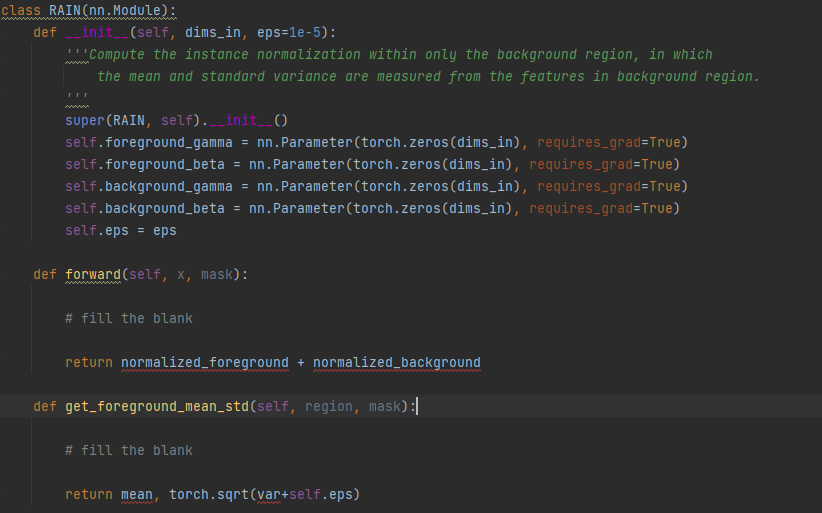 class RAIN(nn.Module):
    def __init__(self, dims_in, eps=1e-5):
        '''Compute the instance normalization within only the background region, in which
            the mean and standard variance are measured from the features in background region.
        '''
        super(RAIN, self).__init__()
        self.foreground_gamma = nn.Parameter(torch.zeros(dims_in), requires_grad=True)
        self.foreground_beta = nn.Parameter(torch.zeros(dims_in), requires_grad=True)
        self.background_gamma = nn.Parameter(torch.zeros(dims_in), requires_grad=True)
        self.background_beta = nn.Parameter(torch.zeros(dims_in), requires_grad=True)
        self.eps = eps
    def forward(self, x, mask):
        # fill the blank
        return normalized_foreground + normalized_background
    def get_foreground_mean_std(self, region, mask):
        # fill the blank
        return mean, torch.sqrt(var+self.eps)